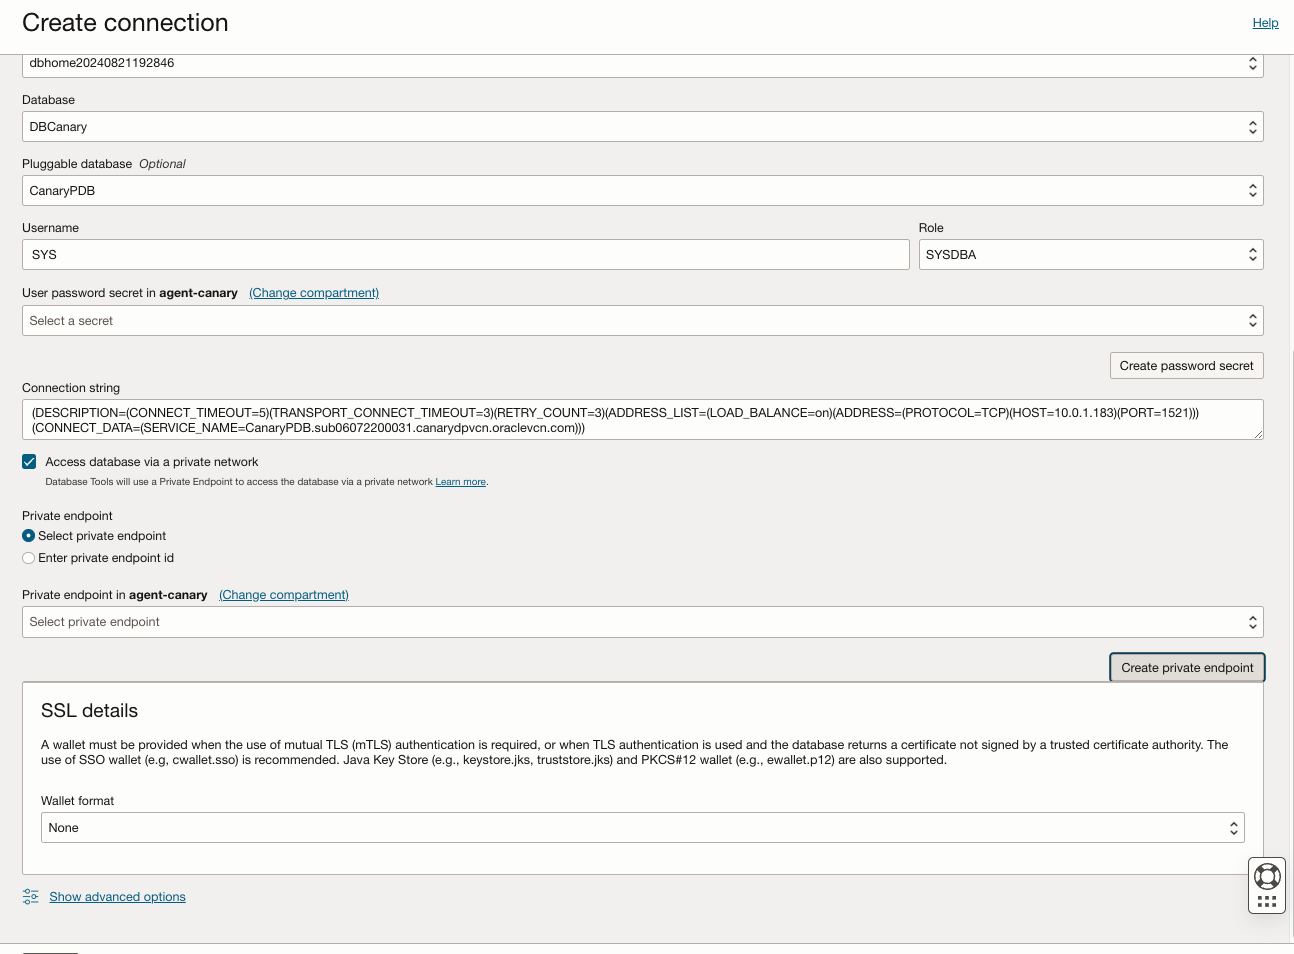 Create connection
Help
dbhome20240821192846
Database
DBCanary
Pluggable database Optional
CanaryPDB
Username
Role
SYS
SYSDBA
User password secret in agent-canary (Change compartment)
Select a secret
Create password secret
Connection string
(DESCRIPTION=(CONNECT_TIMEOUT=5)(TRANSPORT_CONNECT_TIMEOUT=3)(RETRY_COUNT=3)(ADDRESS_LIST=(LOAD_BALANCE=on)(ADDRESS=(PROTOCOL=TCP)(HOST=10.0.1.183)(PORT=1521)))
(CONNECT_DATA=(SERVICE_NAME=CanaryPDB.sub06072200031.canarydpvcn.oraclevcn.com)))
Access database via a private network
Database Tools will use a Private Endpoint to access the database via a private network Learn more.
Private endpoint
Select private endpoint
Enter private endpoint id
Private endpoint in agent-canary (Change compartment)
Select private endpoint
Create private endpoint
SSL details
A wallet must be provided when the use of mutual TLS (mTLS) authentication is required, or when TLS authentication is used and the database returns a certificate not signed by a trusted certificate authority. The
use of SSO wallet (e.g, cwallet.sso) is recommended. Java Key Store (e.g., keystore.jks, truststore.jks) and PKCS#12 wallet (e.g., ewallet.p12) are also supported.
Wallet format
None
Show advanced options